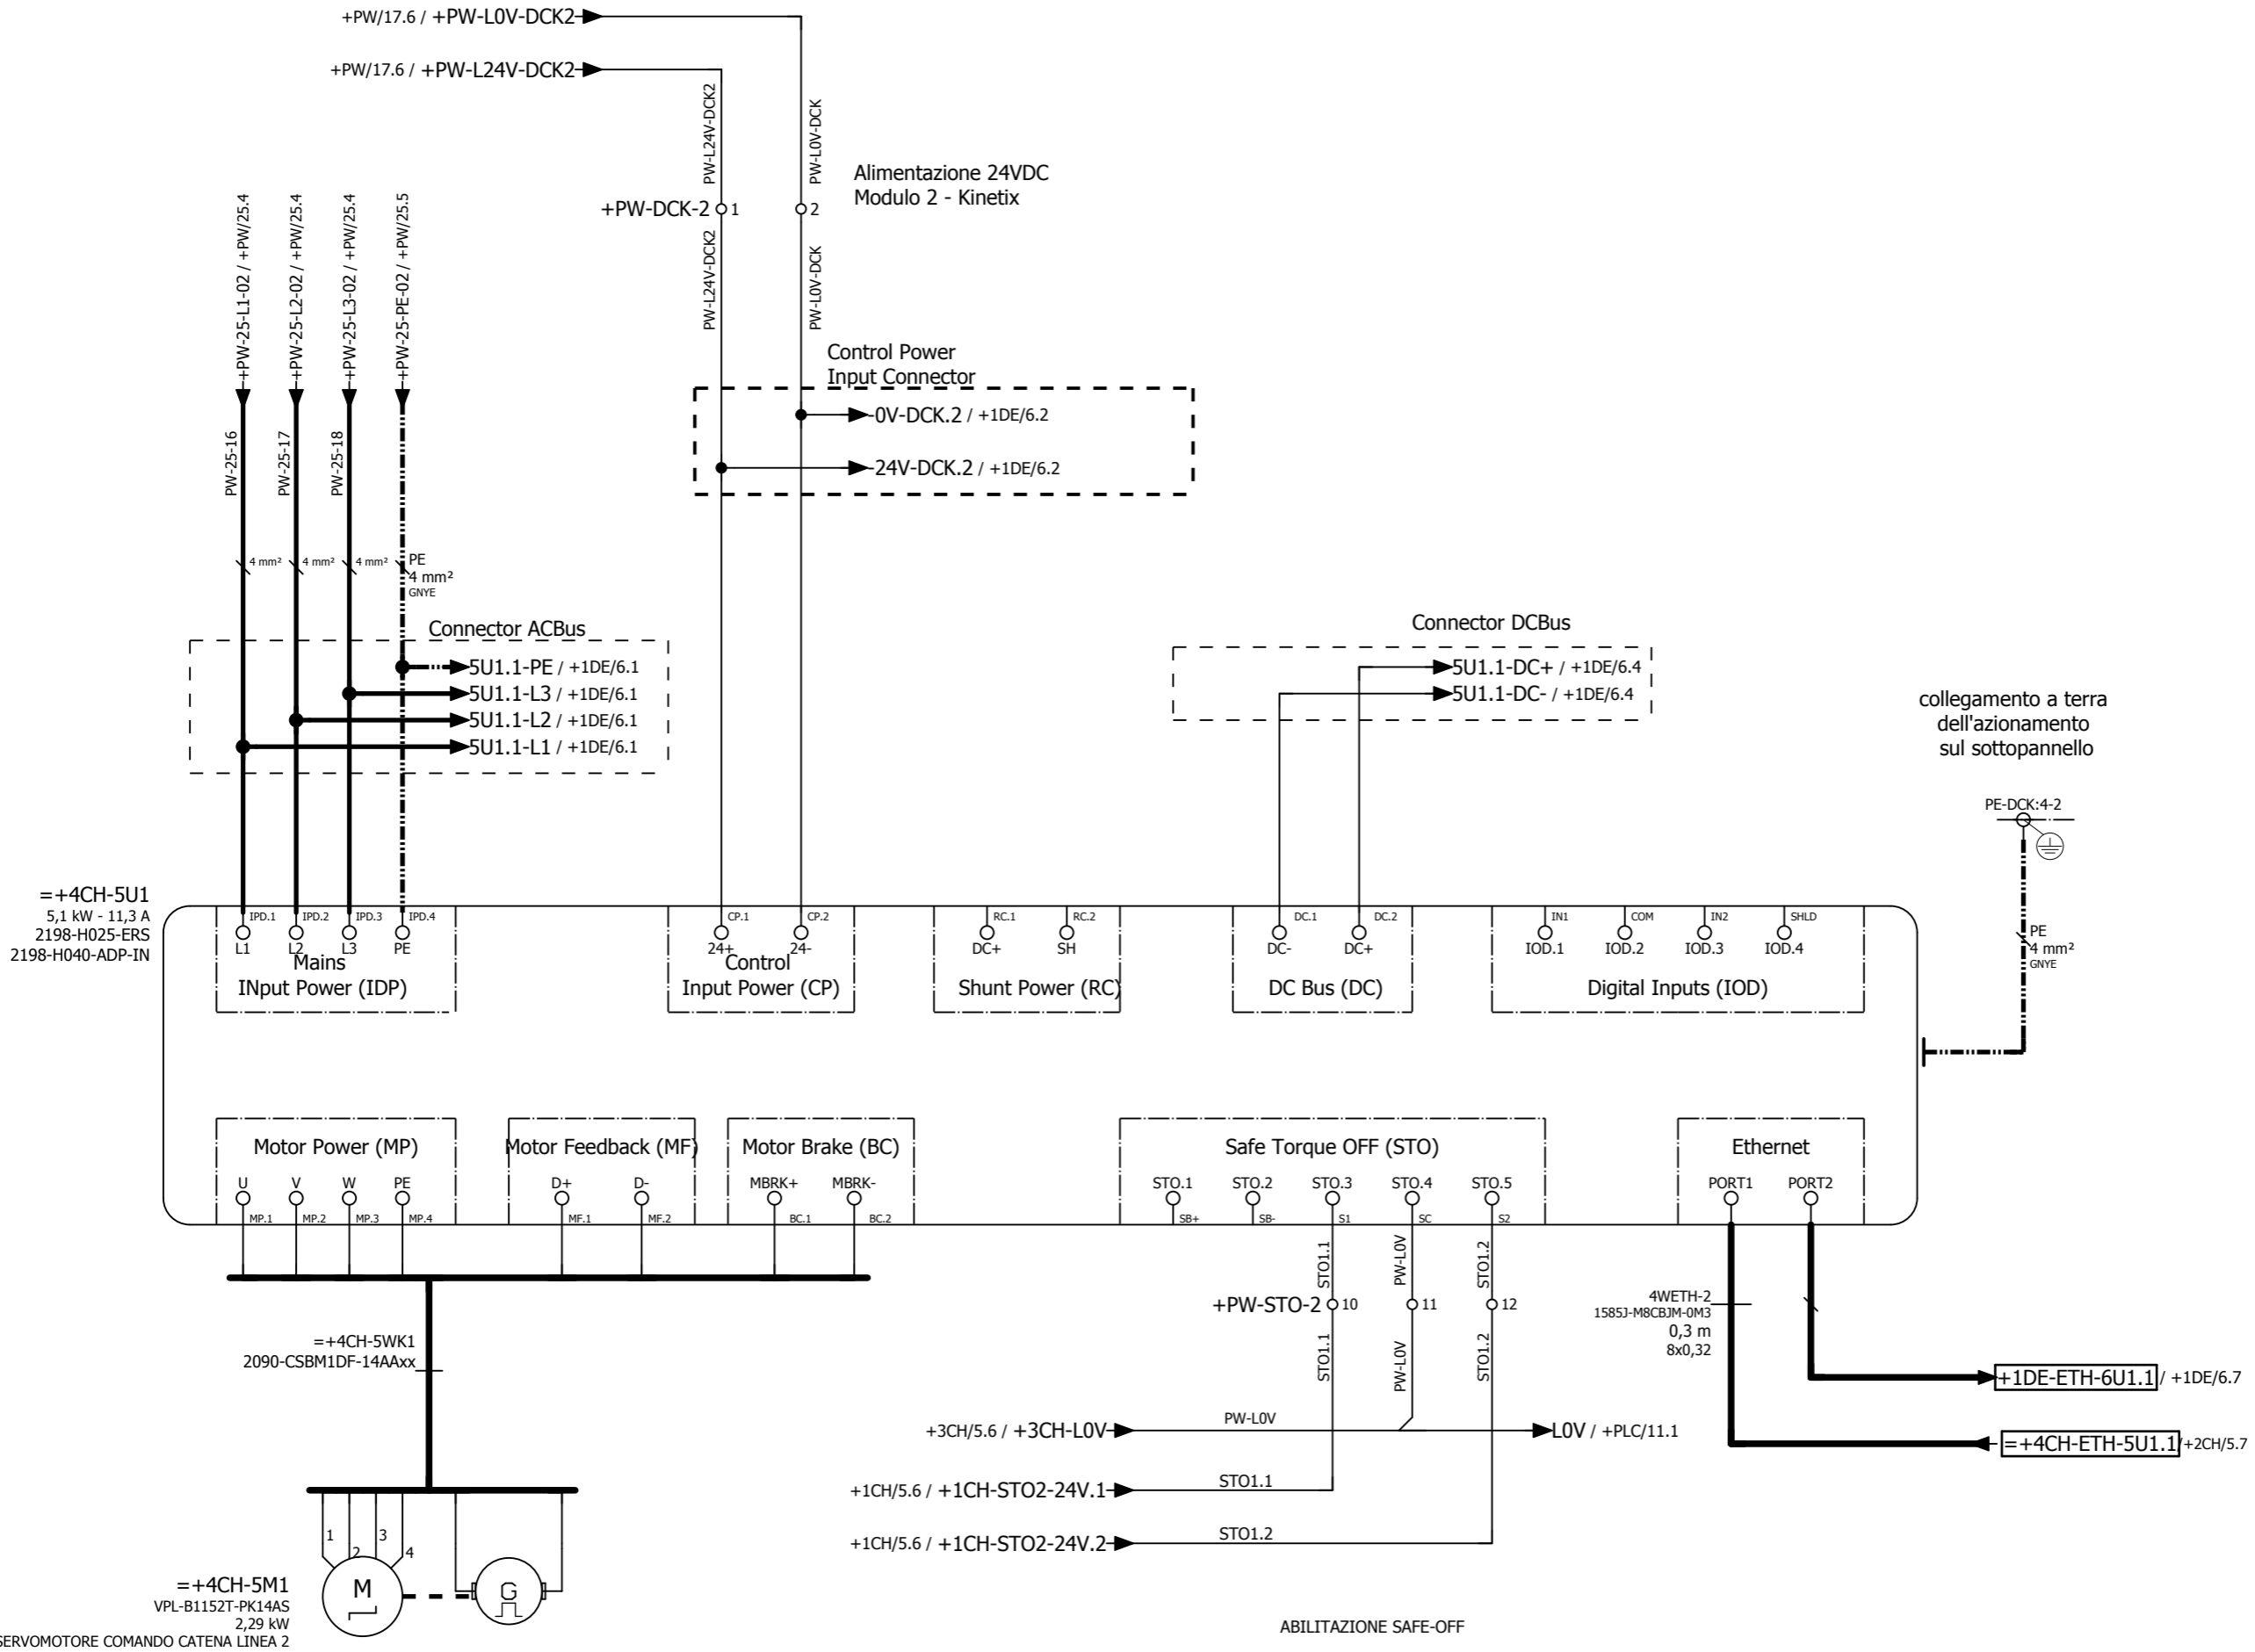 +PW/17.6 / +PW-L0V-DCK2
+PW/17.6 / +PW-L24V-DCK2
PW-L24V-DCK2
PW-L0V-DCK
Alimentazione 24VDC
Modulo 2 - Kinetix
+PW-DCK-2
1
2
PW-L24V-DCK2
PW-L0V-DCK
+PW-25-L1-02 / +PW/25.4
+PW-25-L2-02 / +PW/25.4
+PW-25-L3-02 / +PW/25.4
+PW-25-PE-02 / +PW/25.5
Control Power
Input Connector
0V-DCK.2 / +1DE/6.2
24V-DCK.2 / +1DE/6.2
PW-25-16
PW-25-17
PW-25-18
4 mm²
4 mm²
4 mm²
PE
4 mm²
GNYE
Connector ACBus
5U1.1-PE / +1DE/6.1
5U1.1-L3 / +1DE/6.1
5U1.1-L2 / +1DE/6.1
5U1.1-L1 / +1DE/6.1
Connector DCBus
5U1.1-DC+ / +1DE/6.4
5U1.1-DC- / +1DE/6.4
collegamento a terra
dell'azionamento
sul sottopannello
PE-DCK:4-2
PE
4 mm²
GNYE
=+4CH-5U1
5,1 kW - 11,3 A
2198-H025-ERS
2198-H040-ADP-IN
IPD.1
IPD.2
IPD.3
IPD.4
L1
L2
L3
PE
Mains
INput Power (IDP)
CP.1
CP.2
24+
24-
Control
Input Power (CP)
RC.1
RC.2
DC+
SH
Shunt Power (RC)
DC.1
DC.2
DC-
DC+
DC Bus (DC)
IN1
COM
IN2
SHLD
IOD.1
IOD.2
IOD.3
IOD.4
Digital Inputs (IOD)
Motor Power (MP)
U
V
W
PE
MP.1
MP.2
MP.3
MP.4
Motor Feedback (MF)
D+
D-
MF.1
MF.2
Motor Brake (BC)
MBRK+
MBRK-
BC.1
BC.2
Safe Torque OFF (STO)
STO.1
STO.2
STO.3
STO.4
STO.5
SB+
SB-
S1
SC
S2
Ethernet
PORT1
PORT2
STO1.1
PW-L0V
STO1.2
+PW-STO-2
10
11
12
STO1.1
PW-L0V
STO1.2
4WETH-2
1585J-M8CBJM-0M3
0,3 m
8x0,32
+1DE-ETH-6U1.1 / +1DE/6.7
=+4CH-ETH-5U1.1 /+2CH/5.7
=+4CH-5WK1
2090-CSBM1DF-14AAxx
+3CH/5.6 / +3CH-L0V
PW-L0V
L0V / +PLC/11.1
+1CH/5.6 / +1CH-STO2-24V.1
STO1.1
+1CH/5.6 / +1CH-STO2-24V.2
STO1.2
1
2
3
4
M
G
=+4CH-5M1
VPL-B1152T-PK14AS
2,29 kW
SERVOMOTORE COMANDO CATENA LINEA 2
ABILITAZIONE SAFE-OFF